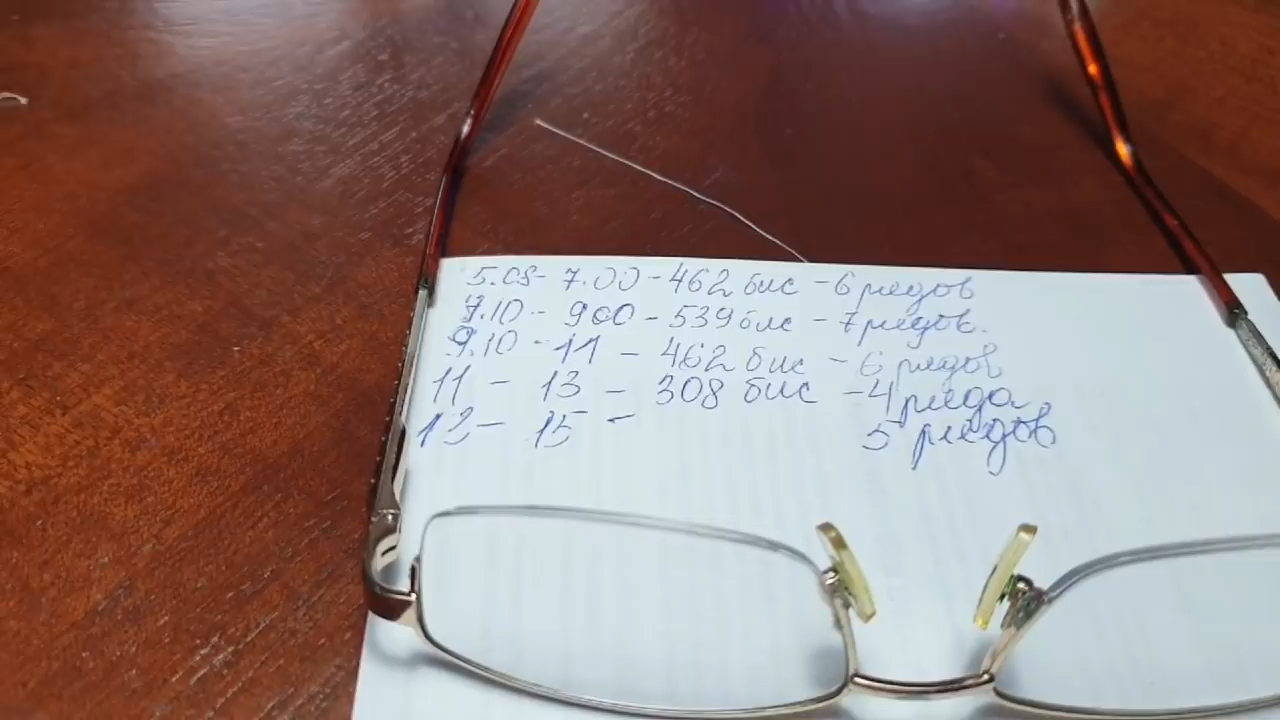 5.08- 7.00 - 462 бис - 6 рядов
7.10 - 900 - 539 бис - 7 рядов.
9.10 - 11 - 462 бис - 6 рядов
11 - 13 - 308 бис - 4 ряда
13 - 15 - 5 рядов